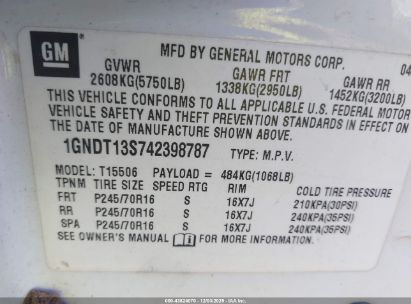 GM
MFD BY GENERAL MOTORS CORP. 04
GVWR GAWR FRT GAWR RR
2608KG(5750LB) 1338KG(2950LB) 1452KG(3200LB)
THIS VEHICLE CONFORMS TO ALL APPLICABLE U.S. FEDERAL MOTOR
VEHICLE SAFETY AND THEFT PREVENTION STANDARDS IN EFFECT ON
THE DATE OF MANUFACTURE SHOWN ABOVE.
1GNDT13S742398787 TYPE: M.P.V.
MODEL: T15506 PAYLOAD = 484KG(1068LB)
TPNM TIRE SIZE SPEED RTG RIM COLD TIRE PRESSURE
FRT P245/70R16 S 16X7J 210KPA(30PSI)
RR P245/70R16 S 16X7J 240KPA(35PSI)
SPA P245/70R16 S 16X7J 240KPA(35PSI)
SEE OWNER'S MANUAL FOR MORE INFORMATION.